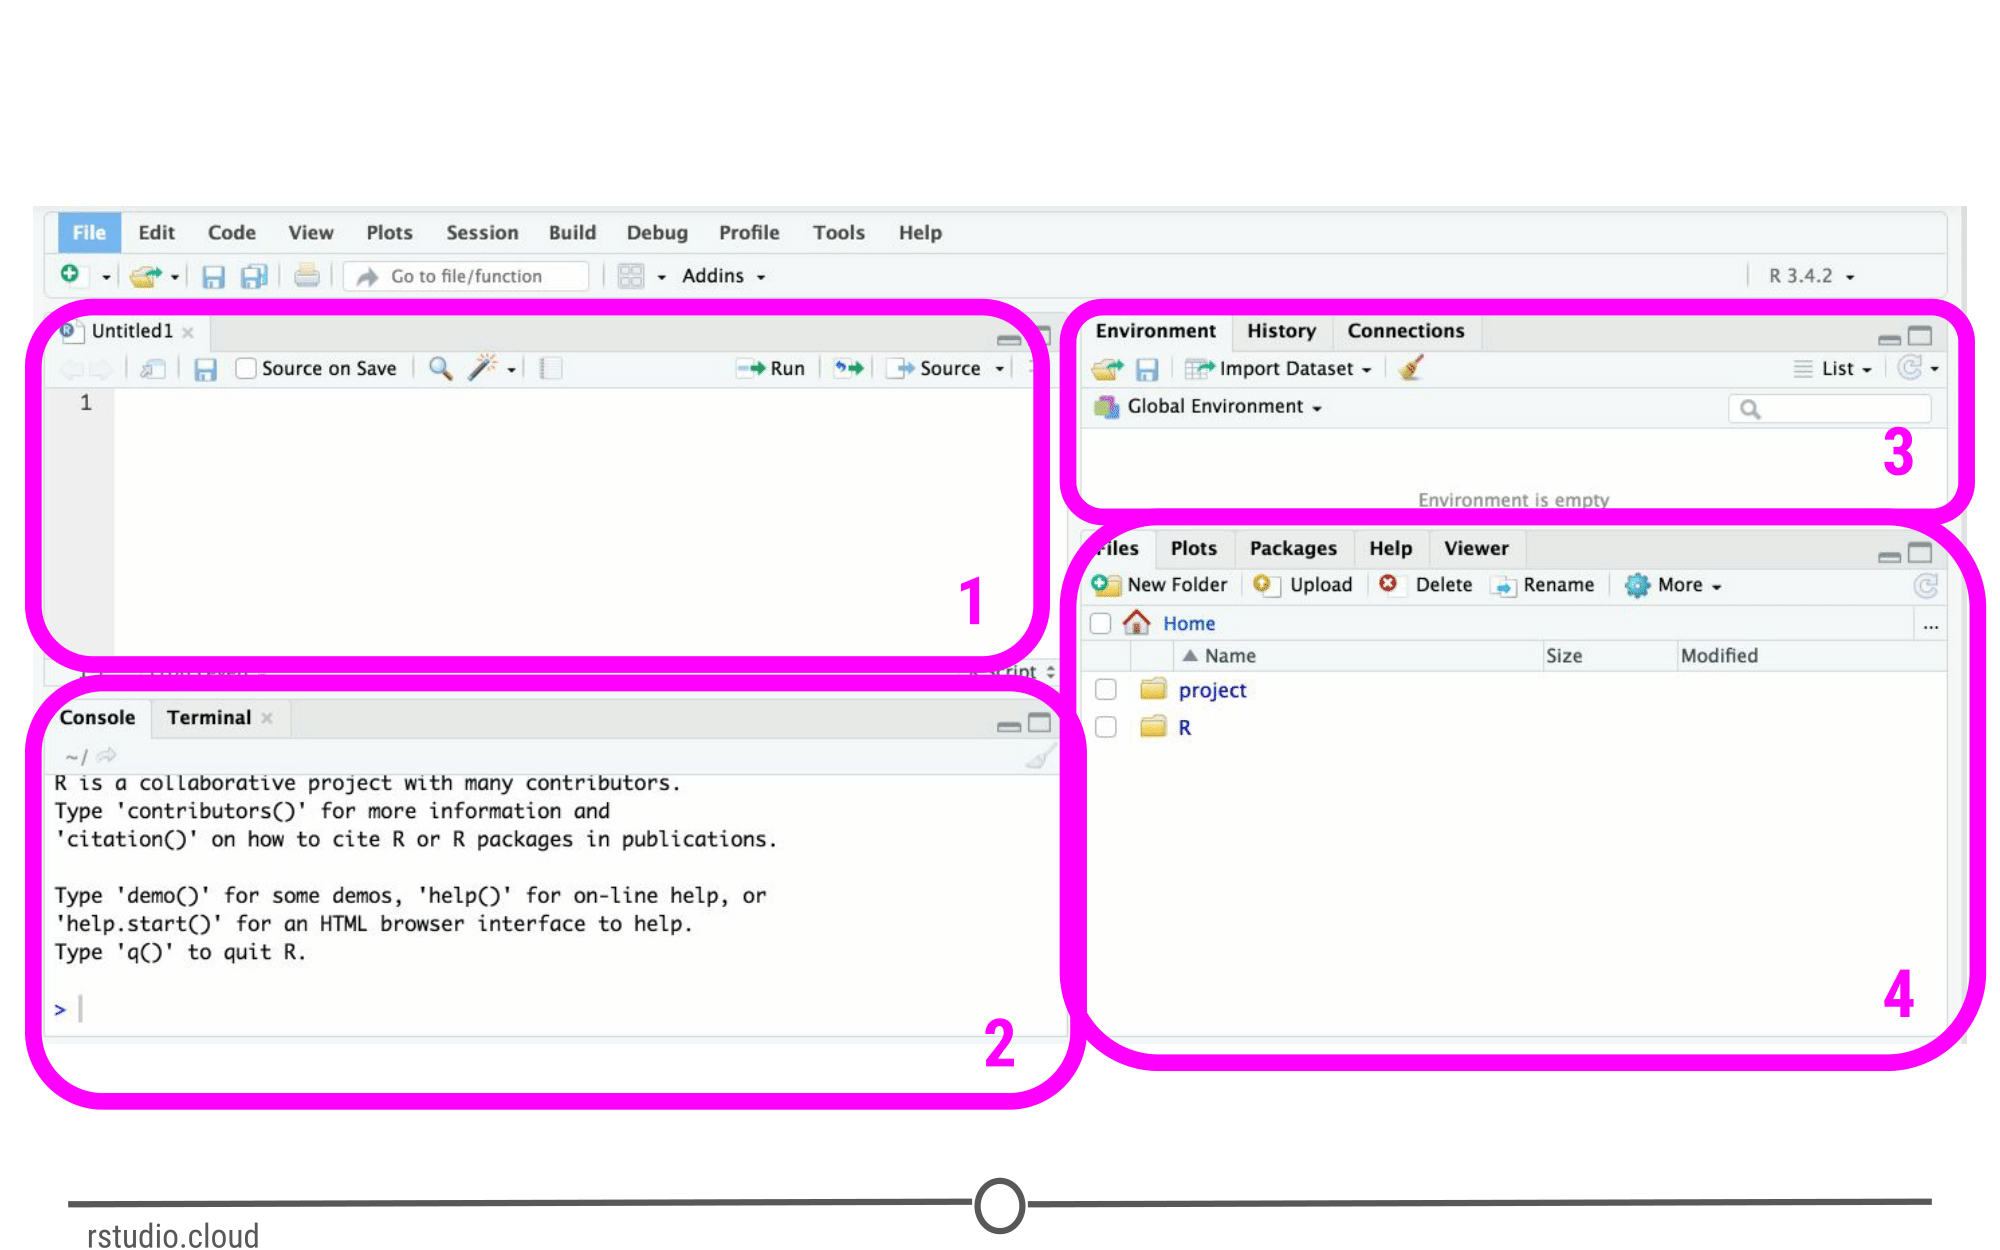 File Edit Code View Plots Session Build Debug Profile Tools Help
Go to file/function Addins R 3.4.2
Untitled1
Source on Save Run Source
1
1
Console Terminal
~/
R is a collaborative project with many contributors.
Type 'contributors()' for more information and
'citation()' on how to cite R or R packages in publications.
Type 'demo()' for some demos, 'help()' for on-line help, or
'help.start()' for an HTML browser interface to help.
Type 'q()' to quit R.
>
2
Environment History Connections
Import Dataset List
Global Environment
3
Environment is empty
Files Plots Packages Help Viewer
New Folder Upload Delete Rename More
Home ...
Name Size Modified
project
R
4
rstudio.cloud